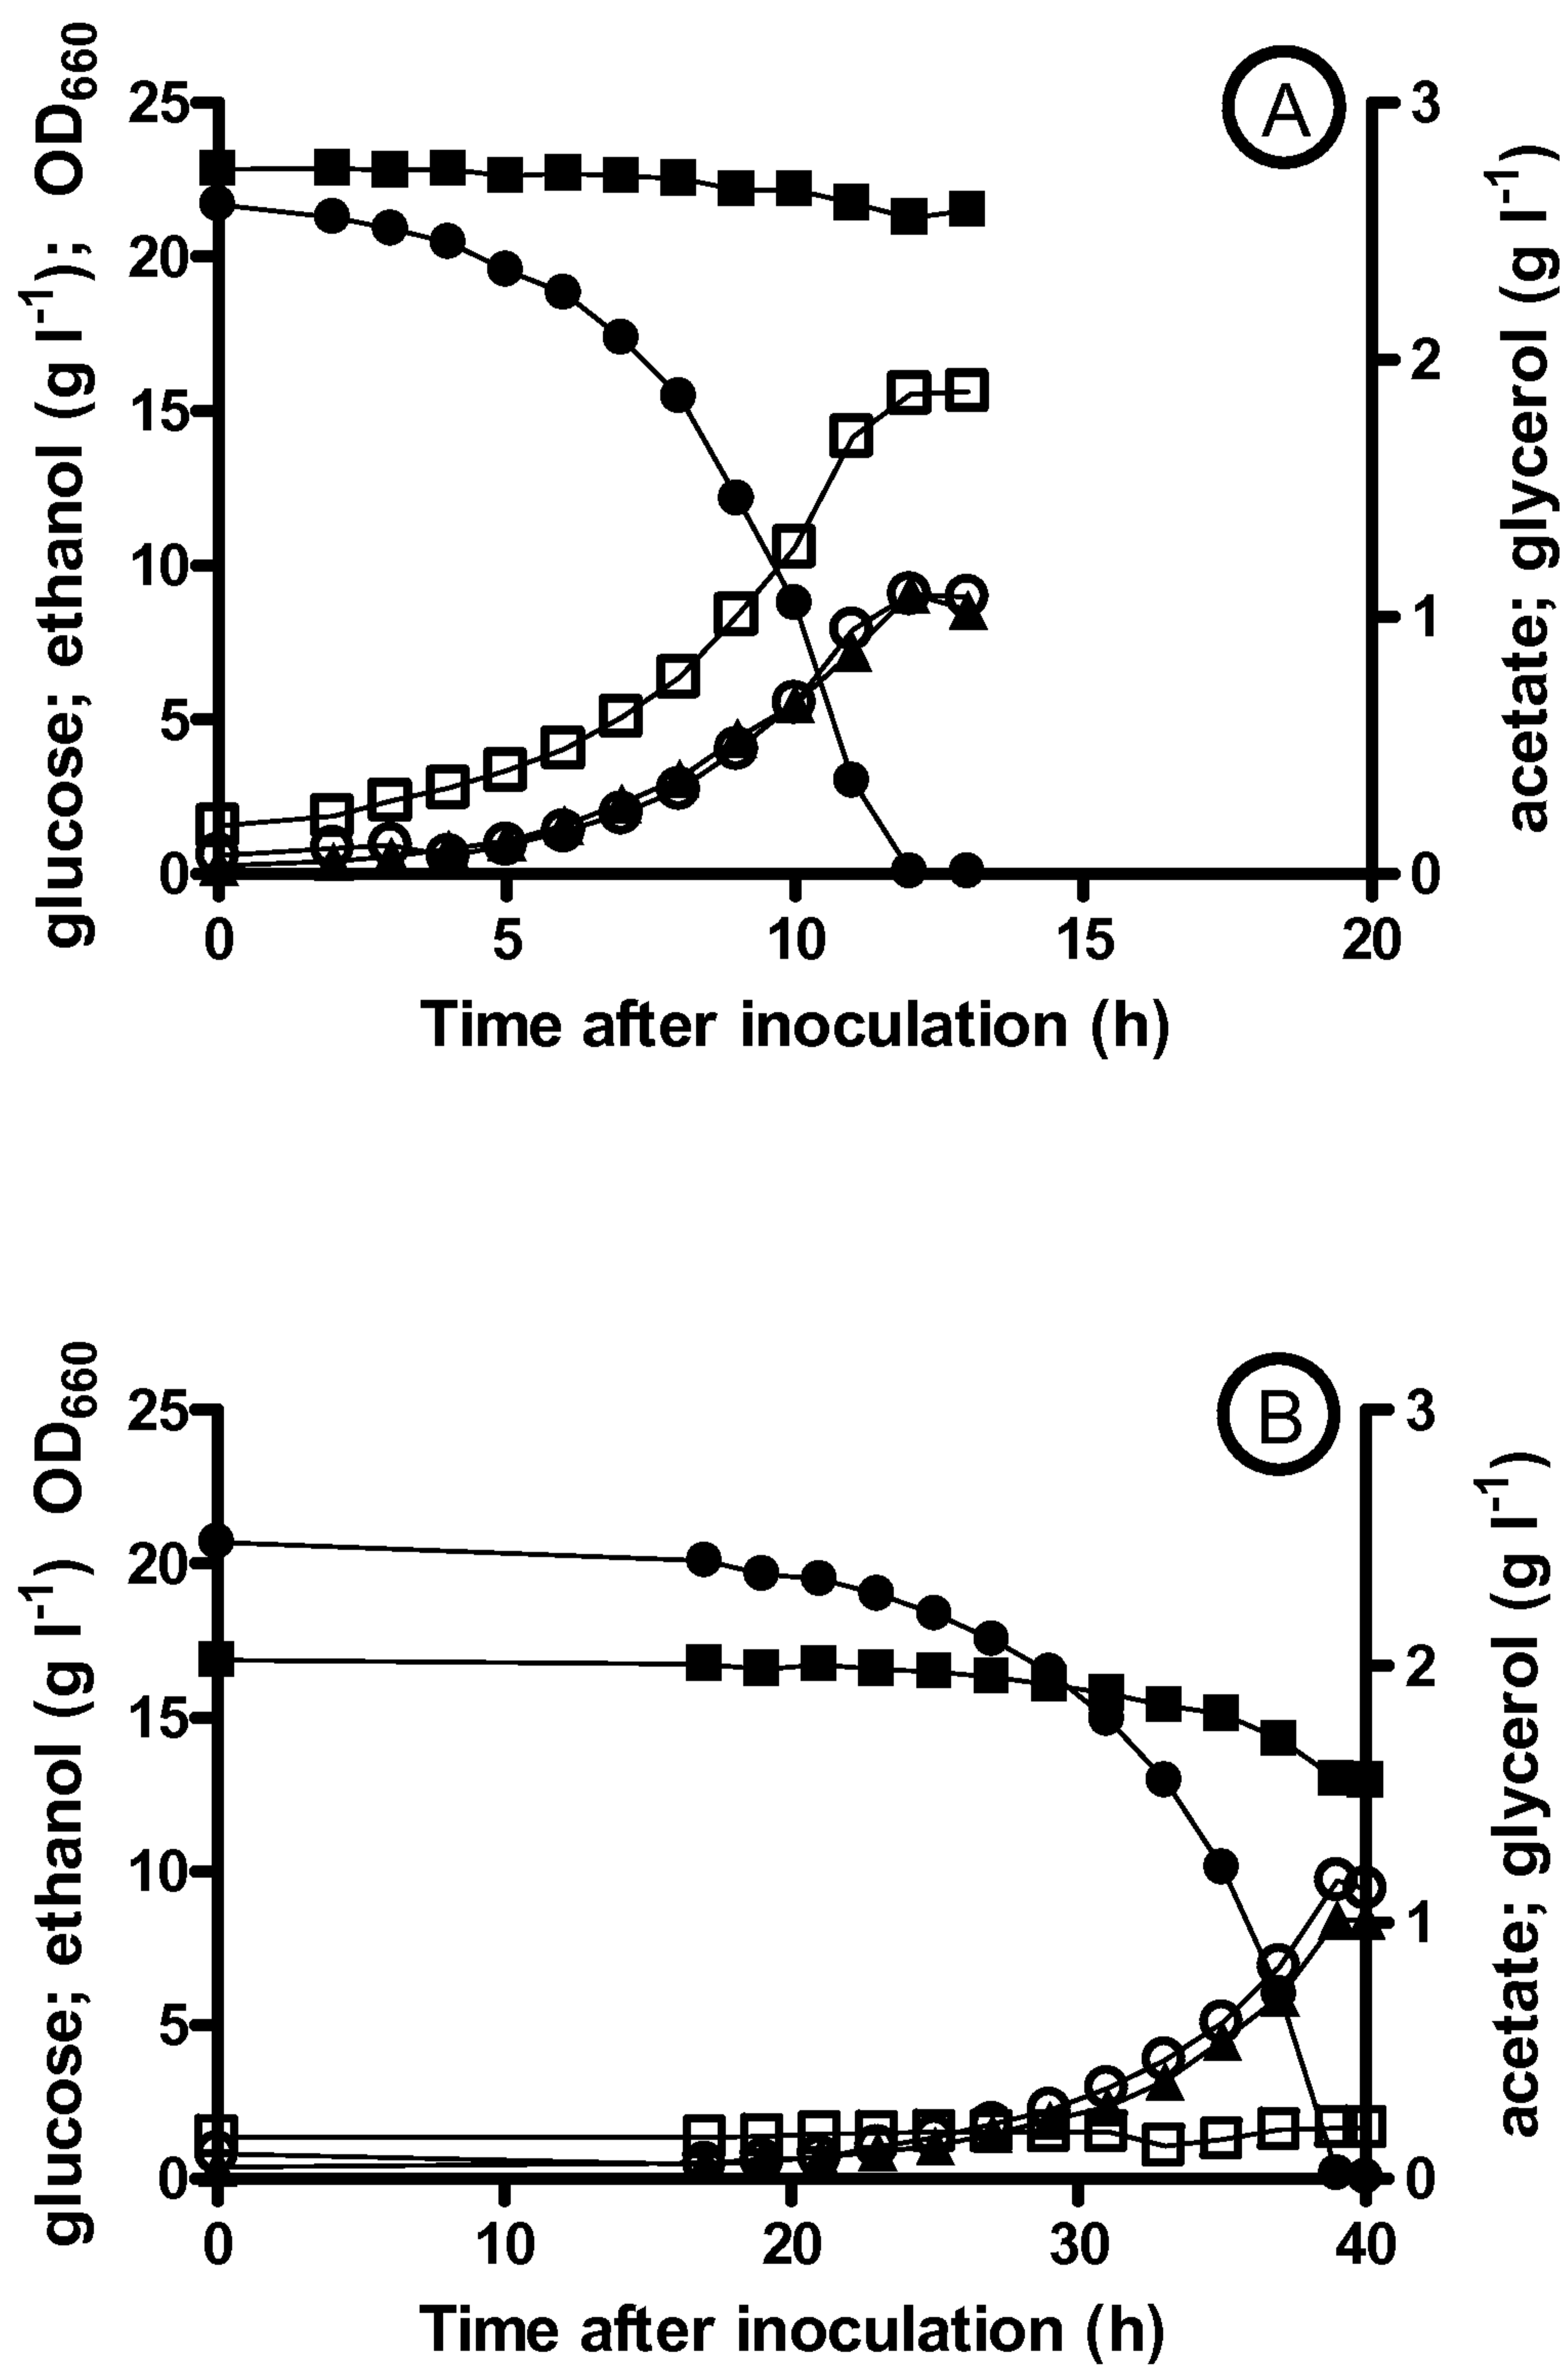 A
glucose; ethanol (g l-1); OD660
25
20
15
10
5
0
3
2
1
0
acetate; glycerol (g l-1)
0 5 10 15 20
Time after inoculation (h)
B
glucose; ethanol (g l-1) OD660
25
20
15
10
5
0
3
2
1
0
acetate; glycerol (g l-1)
0 10 20 30 40
Time after inoculation (h)